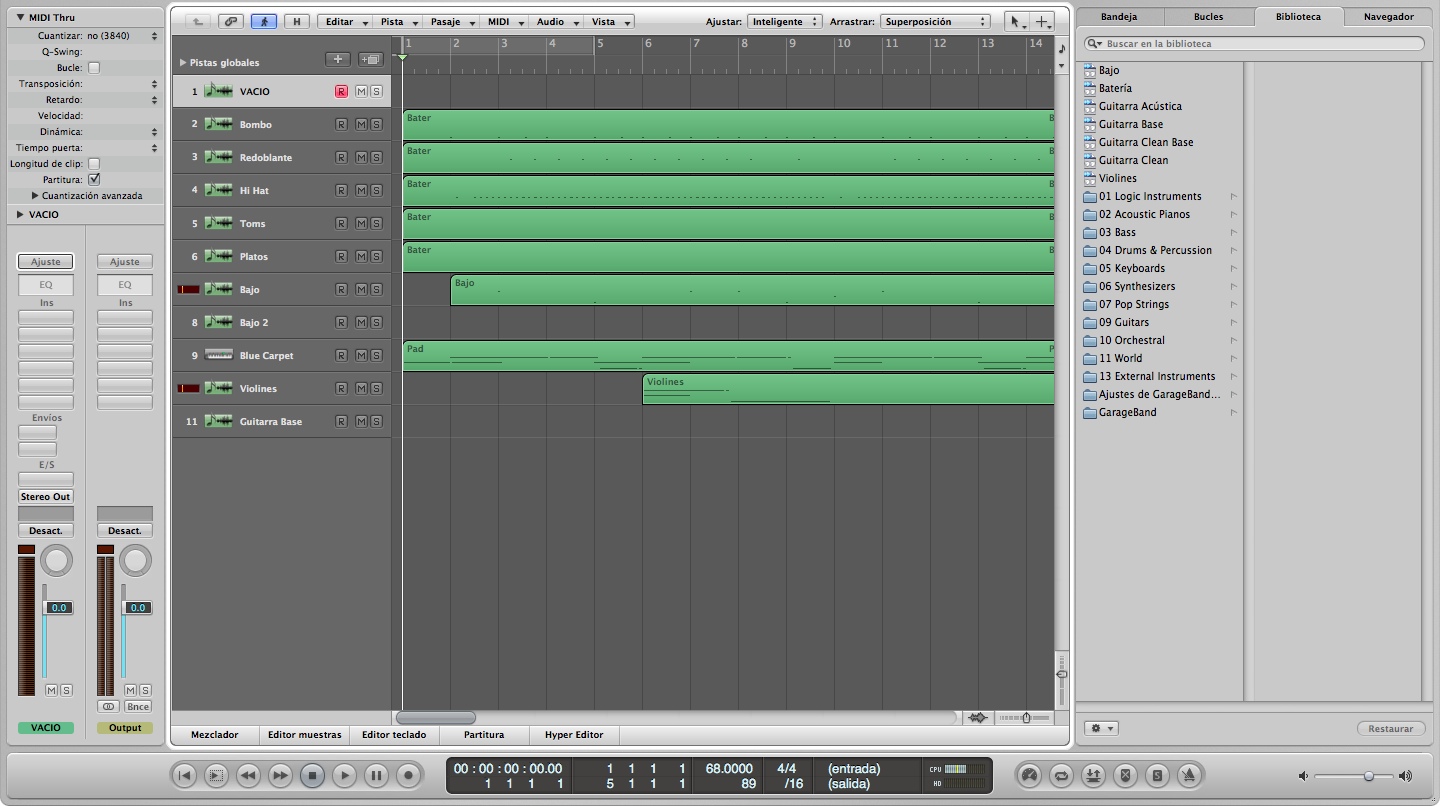 MIDI Thru
Cuantizar: no (3840)
Q-Swing:
Bucle:
Transposición:
Retardo:
Velocidad:
Dinámica:
Tiempo puerta:
Longitud de clip:
Partitura:
Cuantización avanzada
VACIO
Ajuste Ajuste
EQ EQ
Ins Ins
Envíos
E/S
Stereo Out
Desact. Desact.
0.0 0.0
M S M S
Bnce
VACIO Output
H Editar Pista Pasaje MIDI Audio Vista Ajustar: Inteligente Arrastrar: Superposición
Pistas globales
1 2 3 4 5 6 7 8 9 10 11 12 13 14
1 VACIO R M S
2 Bombo R M S Bater B
3 Redoblante R M S Bater B
4 Hi Hat R M S Bater B
5 Toms R M S Bater B
6 Platos R M S Bater B
Bajo R M S Bajo
8 Bajo 2 R M S
9 Blue Carpet R M S Pad P
Violines R M S Violines
11 Guitarra Base R M S
Mezclador Editor muestras Editor teclado Partitura Hyper Editor
Bandeja Bucles Biblioteca Navegador
Buscar en la biblioteca
Bajo
Batería
Guitarra Acústica
Guitarra Base
Guitarra Clean Base
Guitarra Clean
Violines
01 Logic Instruments
02 Acoustic Pianos
03 Bass
04 Drums & Percussion
05 Keyboards
06 Synthesizers
07 Pop Strings
09 Guitars
10 Orchestral
11 World
13 External Instruments
Ajustes de GarageBand...
GarageBand
Restaurar
00 : 00 : 00 : 00.00 1 1 1 1 68.0000 4/4 (entrada) CPU
1 1 1 1 5 1 1 1 89 /16 (salida) HD
S